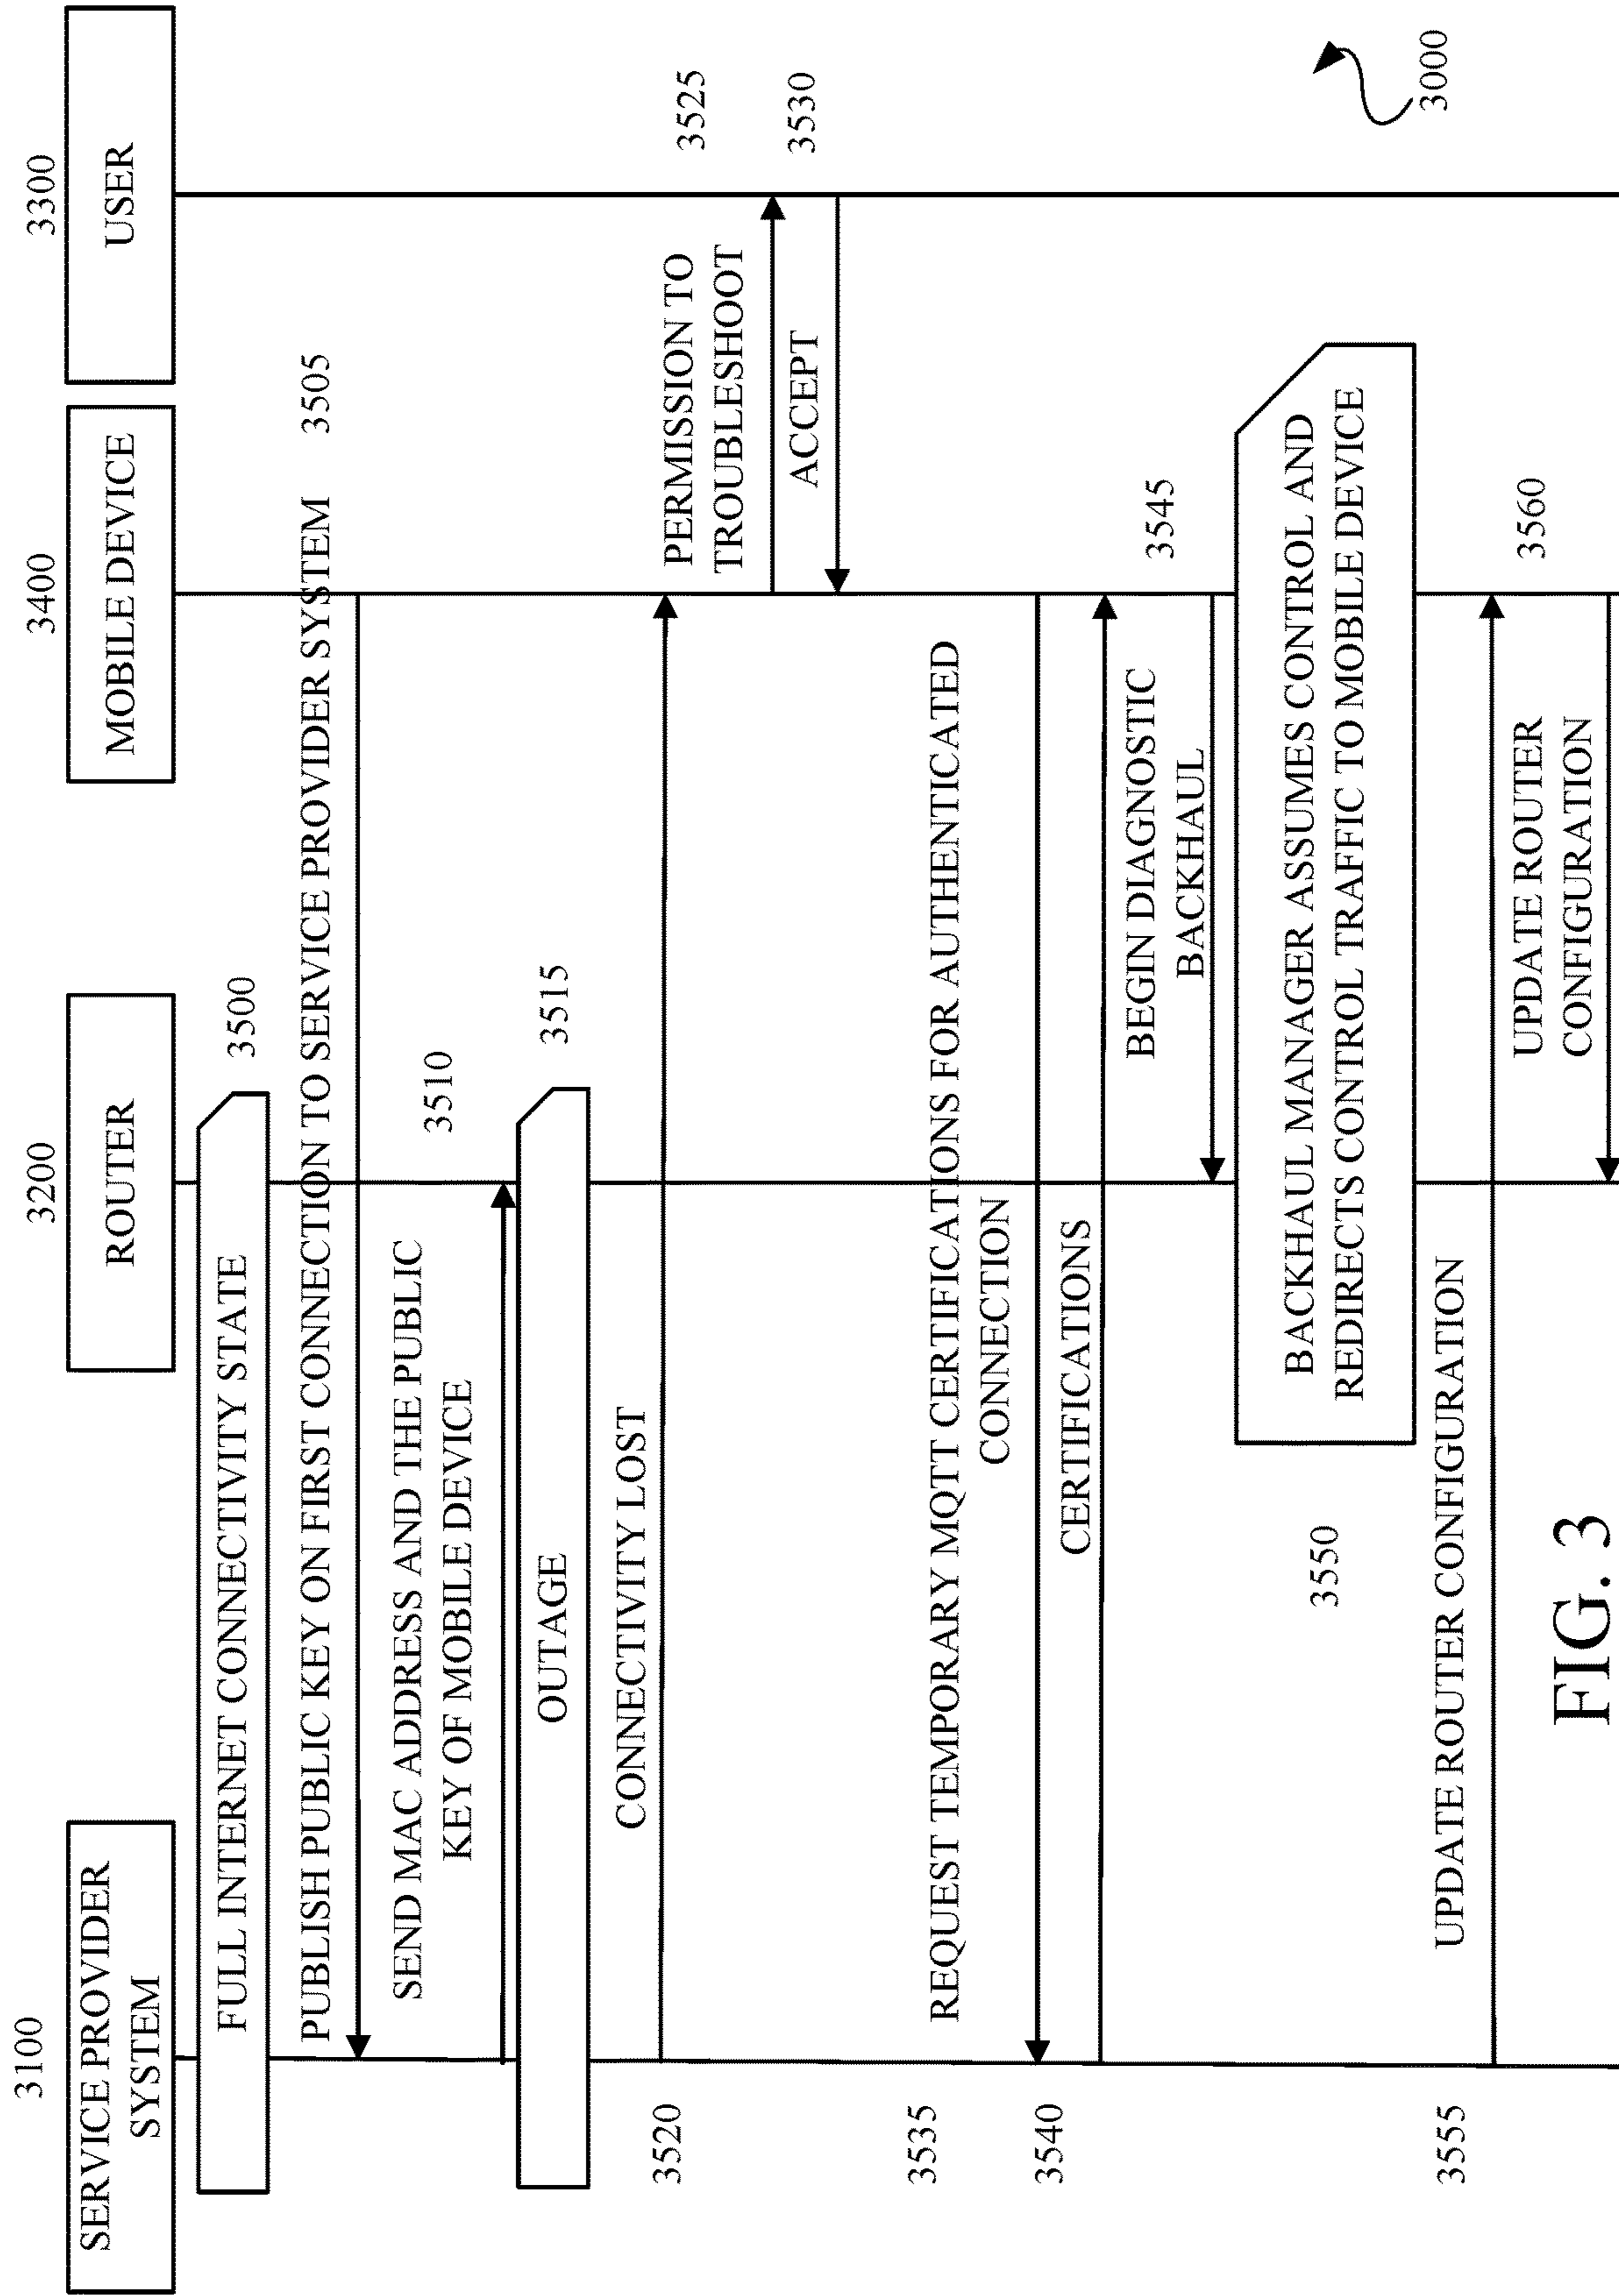 3100
3200
3400
3300
SERVICE PROVIDER
SYSTEM
ROUTER
MOBILE DEVICE
USER
FULL INTERNET CONNECTIVITY STATE
3500
PUBLISH PUBLIC KEY ON FIRST CONNECTION TO SERVICE PROVIDER SYSTEM
3505
SEND MAC ADDRESS AND THE PUBLIC
KEY OF MOBILE DEVICE
3510
OUTAGE
3515
CONNECTIVITY LOST
3520
PERMISSION TO
TROUBLESHOOT
3525
ACCEPT
3530
REQUEST TEMPORARY MQTT CERTIFICATIONS FOR AUTHENTICATED
CONNECTION
3535
CERTIFICATIONS
3540
BEGIN DIAGNOSTIC
BACKHAUL
3545
BACKHAUL MANAGER ASSUMES CONTROL AND
REDIRECTS CONTROL TRAFFIC TO MOBILE DEVICE
3550
UPDATE ROUTER CONFIGURATION
3555
UPDATE ROUTER
CONFIGURATION
3560
3000
FIG. 3